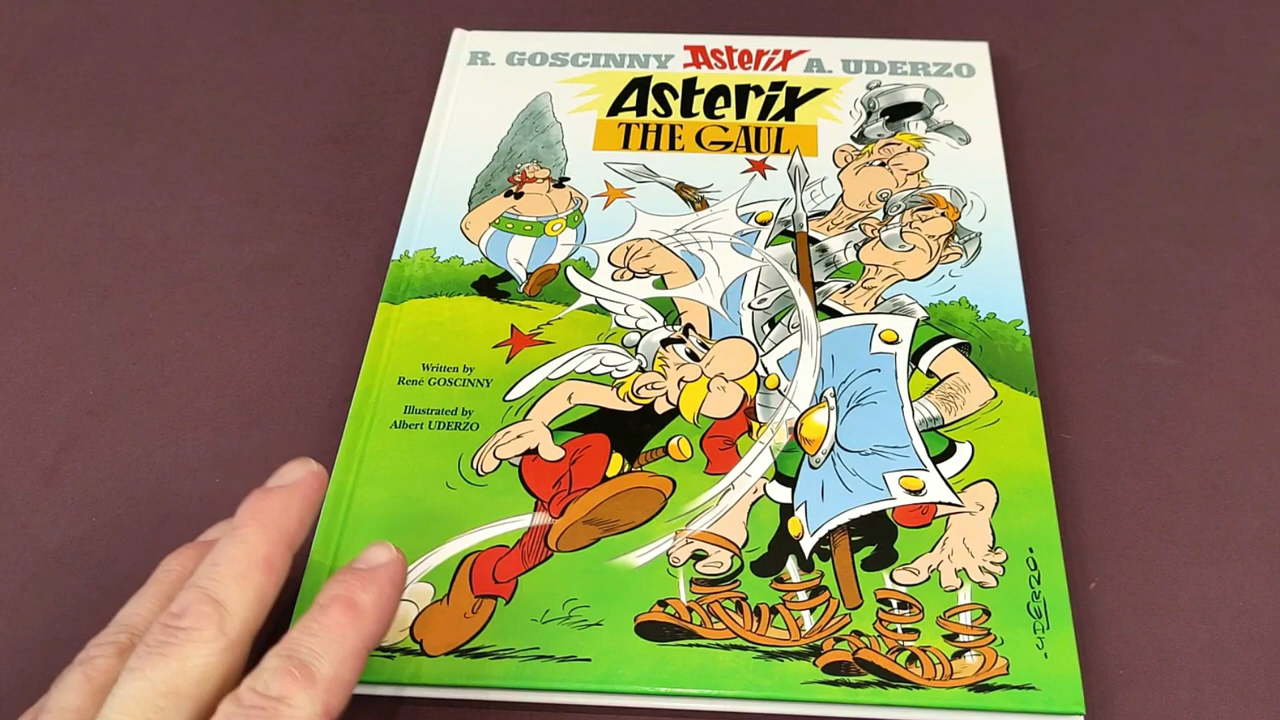 R. GOSCINNY Asterix A. UDERZO
Asterix
THE GAUL
Written by
René GOSCINNY
Illustrated by
Albert UDERZO
·UDERZO·